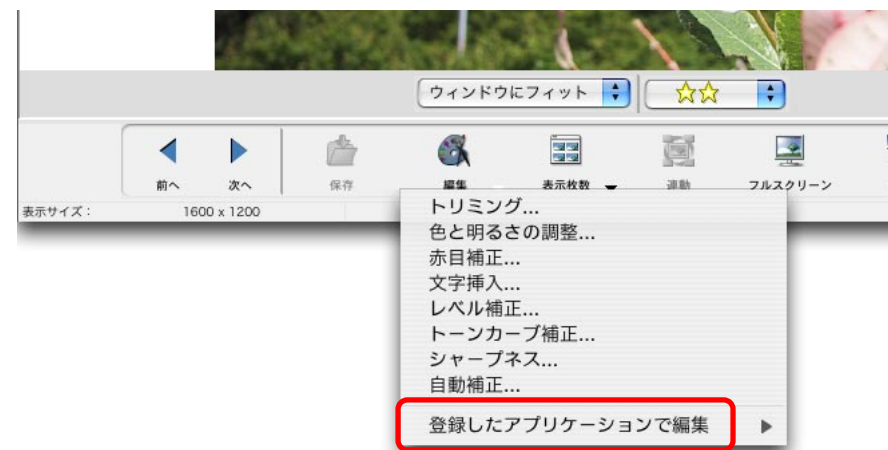 ウィンドウにフィット ☆☆
前へ 次へ 保存 編集 表示枚数 連動 フルスクリーン
表示サイズ： 1600 x 1200
トリミング...
色と明るさの調整...
赤目補正...
文字挿入...
レベル補正...
トーンカーブ補正...
シャープネス...
自動補正...
登録したアプリケーションで編集